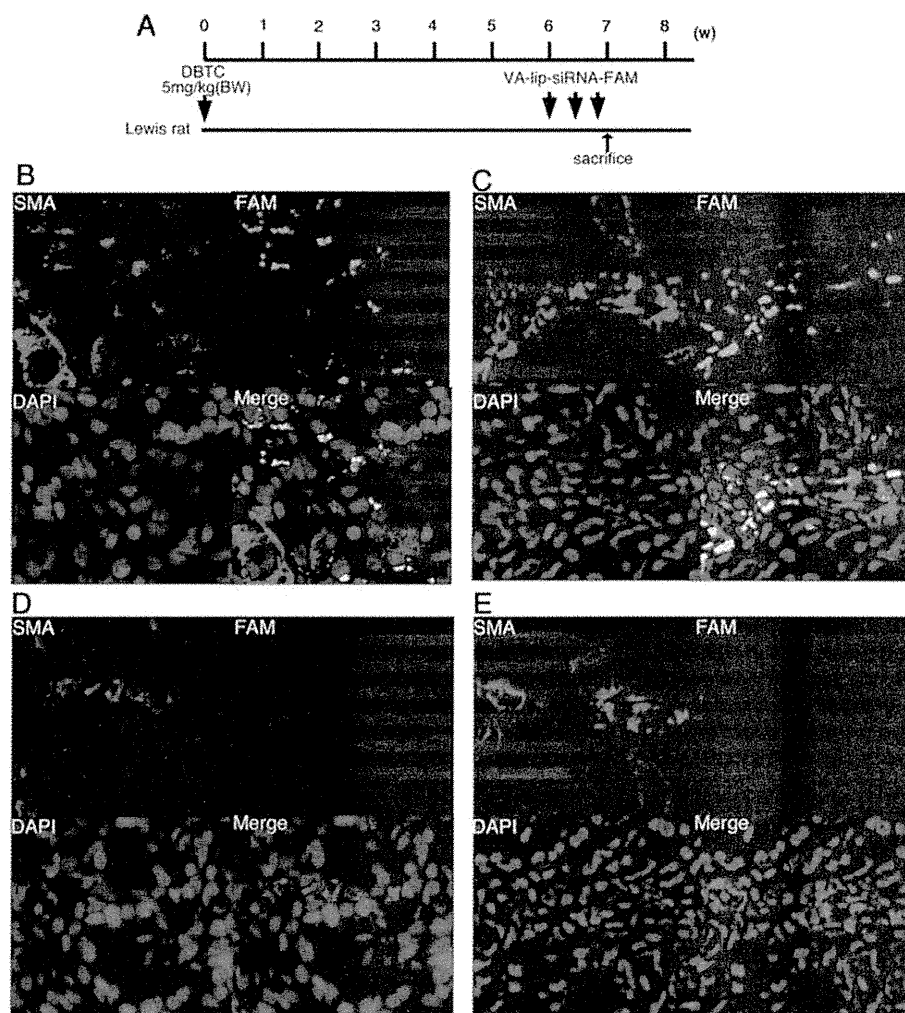 A
0 1 2 3 4 5 6 7 8 (w)
DBTC
5mg/kg(BW)
VA-lip-siRNA-FAM
Lewis rat
sacrifice
B
C
SMA FAM
SMA FAM
DAPI Merge
DAPI Merge
D
E
SMA FAM
SMA FAM
DAPI Merge
DAPI Merge